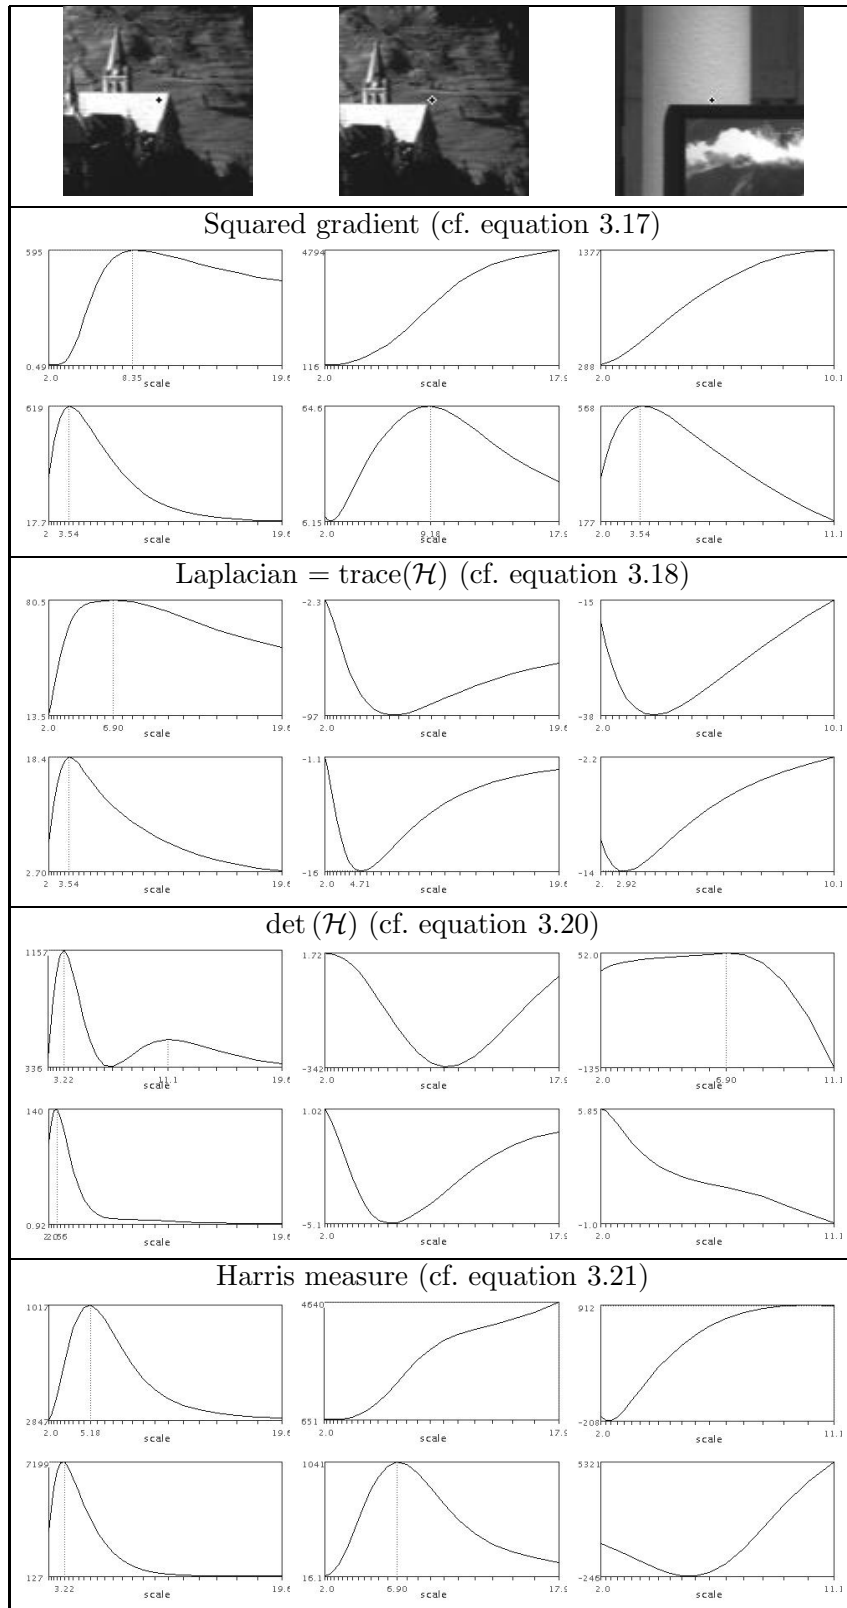 Squared gradient (cf. equation 3.17)
595 4794 1377
0.49 116 288
2.0 8.35 19.6 2.0 17.9 2.0 10.1
scale scale scale
619 64.6 568
17.7 6.15 177
2 3.54 19.6 2.0 9.18 17.9 2.0 3.54 11.1
scale scale scale
Laplacian = trace(ℋ) (cf. equation 3.18)
80.5 -2.3 -15
13.5 -97 -38
2.0 6.90 19.6 2.0 19.6 2.0 10.1
scale scale scale
18.4 -1.1 -2.2
2.70 -16 -14
2 3.54 19.6 2.0 4.71 19.6 2. 2.92 10.1
scale scale scale
det (ℋ) (cf. equation 3.20)
1157 1.72 52.0
336 -342 -135
3.22 11.1 19.6 2.0 17.9 2.0 5.90 11.1
scale scale scale
140 1.02 5.85
0.92 -5.1 -1.0
19.6 2.0 17.9 2.0 11.1
scale scale scale
Harris measure (cf. equation 3.21)
1017 4640 912
284 651 -208
2.0 5.18 19.6 2.0 17.9 2.0 11.1
scale scale scale
7199 1041 5321
127 15.1 -246
3.22 19.6 2.0 6.90 17.9 2.0 11.1
scale scale scale